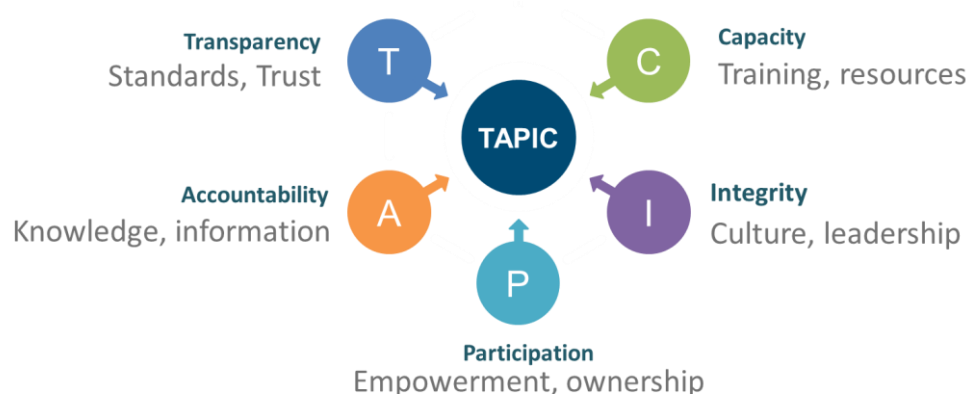 Transparency
Standards, Trust
T
C
Capacity
Training, resources
TAPIC
Accountability
Knowledge, information
A
I
Integrity
Culture, leadership
P
Participation
Empowerment, ownership